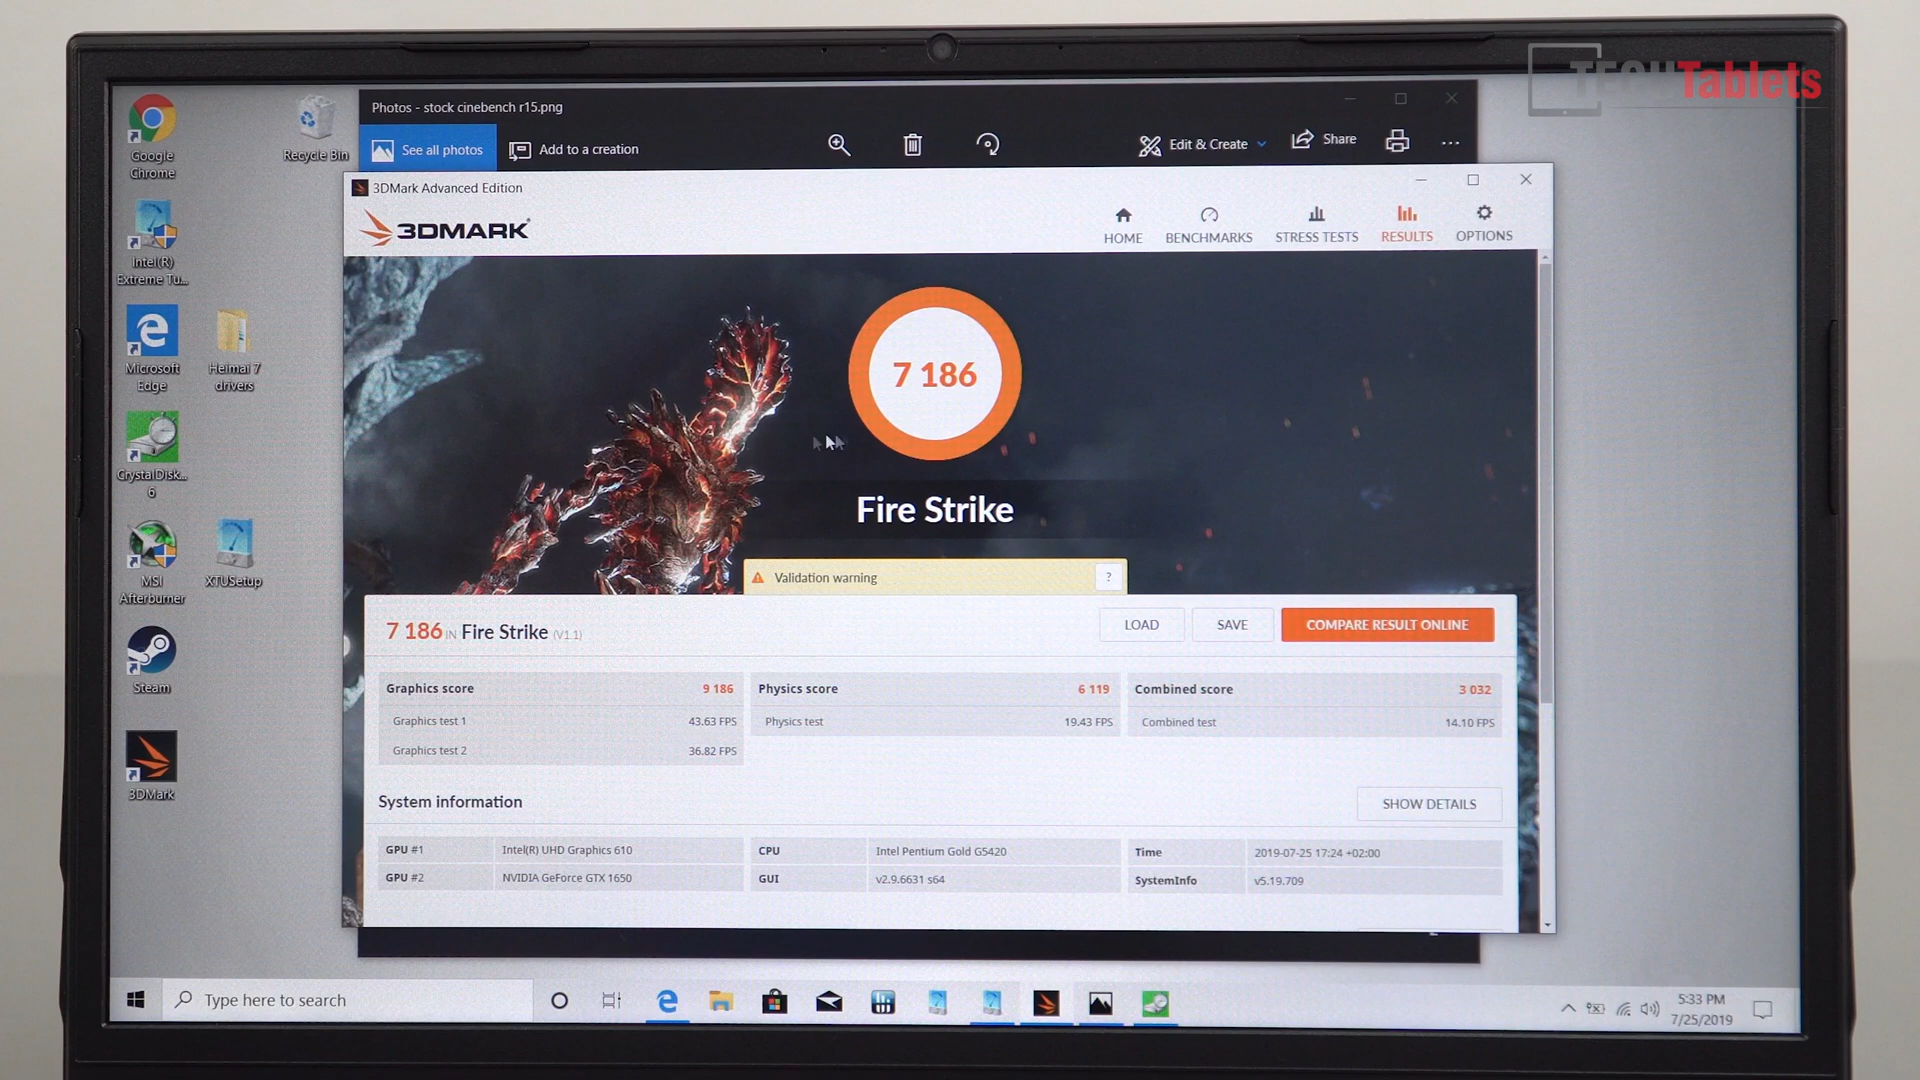 TECHTablets
Photos - stock cinebench r15.png
See all photos
Add to a creation
Edit & Create
Share
Google
Chrome
Recycle Bin
Intel(R)
Extreme Tu...
Microsoft
Edge
Heimai 7
drivers
CrystalDisk...
6
MSI
Afterburner
XTUSetup
Steam
3DMark
3DMark Advanced Edition
3DMARK
HOME
BENCHMARKS
STRESS TESTS
RESULTS
OPTIONS
7 186
Fire Strike
Validation warning
?
7 186 IN Fire Strike (V1.1)
LOAD
SAVE
COMPARE RESULT ONLINE
Graphics score 9 186
Graphics test 1 43.63 FPS
Graphics test 2 36.82 FPS
Physics score 6 119
Physics test 19.43 FPS
Combined score 3 032
Combined test 14.10 FPS
System information
SHOW DETAILS
GPU #1 Intel(R) UHD Graphics 610
GPU #2 NVIDIA GeForce GTX 1650
CPU Intel Pentium Gold G5420
GUI v2.9.6631 s64
Time 2019-07-25 17:24 +02:00
SystemInfo v5.19.709
Type here to search
5:33 PM
7/25/2019